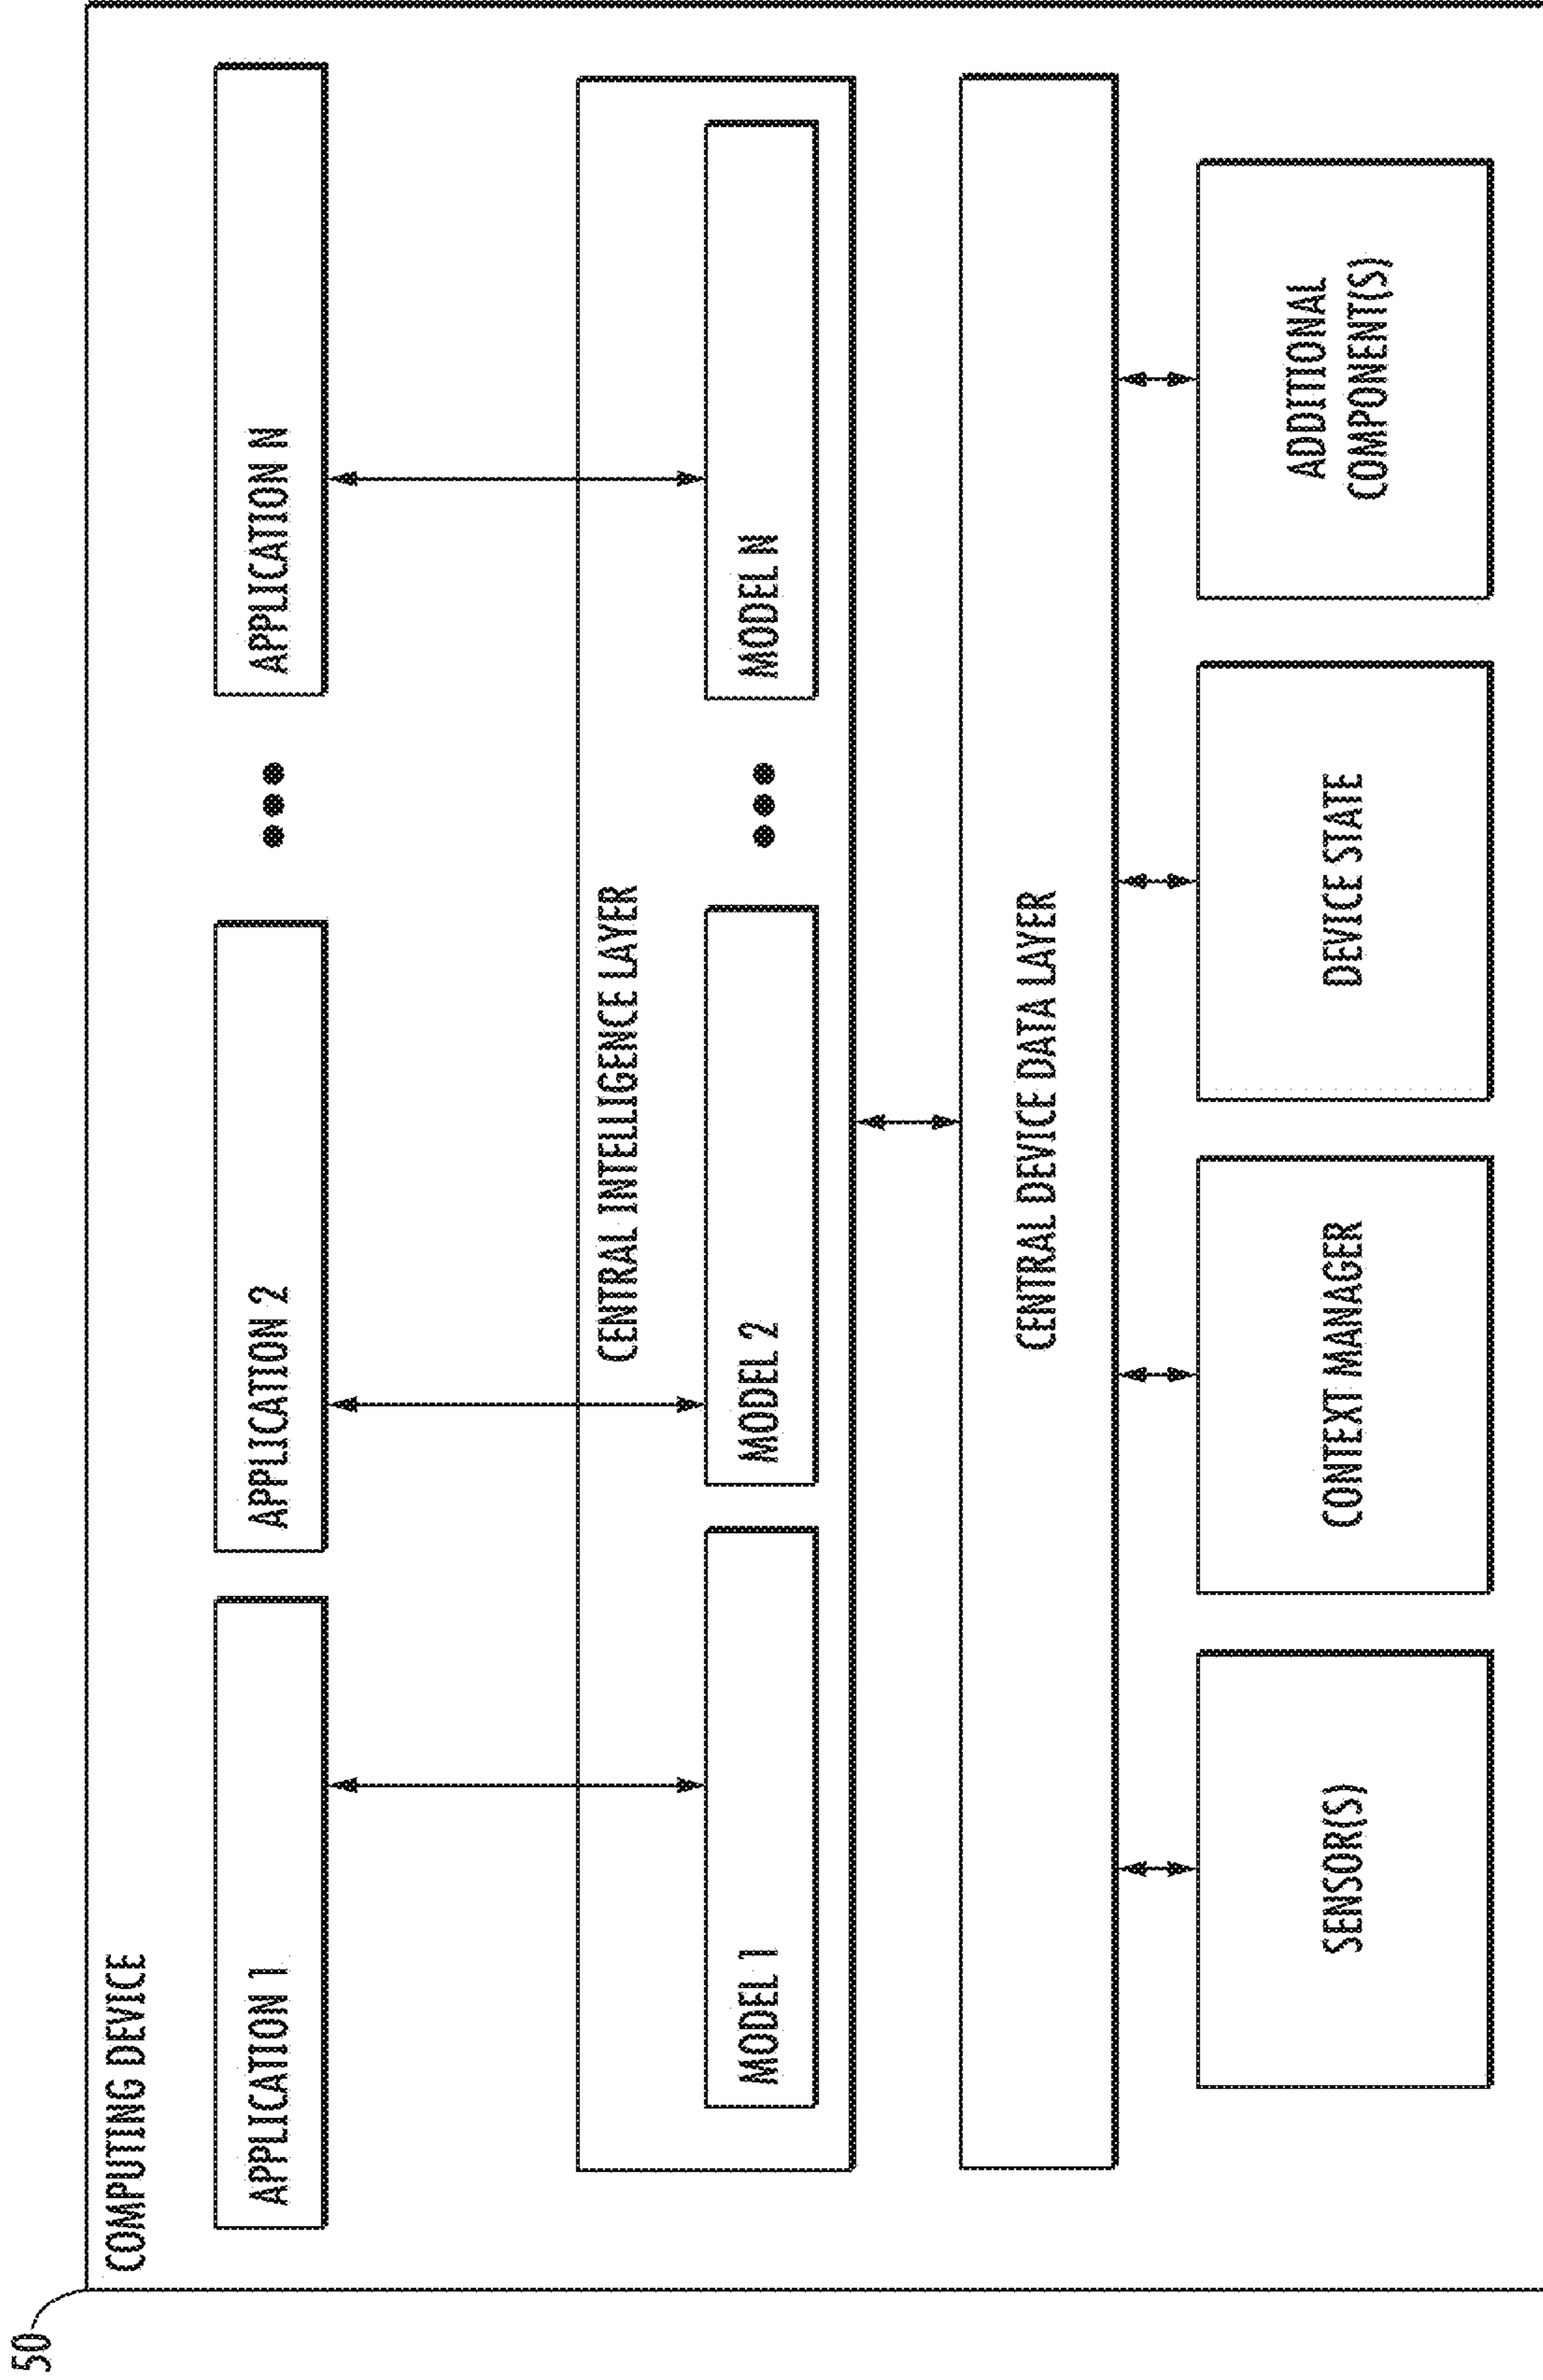 50
COMPUTING DEVICE
APPLICATION 1
APPLICATION 2
APPLICATION N
CENTRAL INTELLIGENCE LAYER
MODEL 1
MODEL 2
MODEL N
CENTRAL DEVICE DATA LAYER
SENSOR(S)
CONTEXT MANAGER
DEVICE STATE
ADDITIONAL
COMPONENT(S)